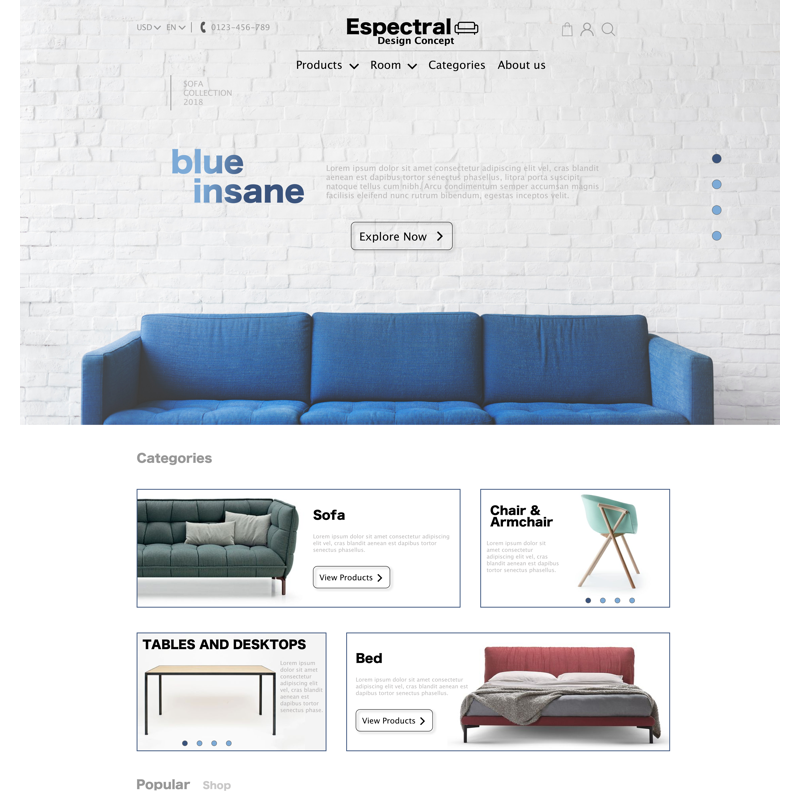 USD EN 0123-456-789
Espectral
Design Concept
Products Room Categories About us
SOFA
COLLECTION
2018
blue
insane
Lorem ipsum dolor sit amet consectetur adipiscing elit vel, cras blandit
aenean est dapibus tortor senectus phasellus, litora porta suscipit
natoque tellus cum nibh. Arcu condimentum semper accumsan magnis
facilisis eleifend nunc rutrum bibendum, egestas inceptos velit.
Explore Now
Categories
Sofa
Lorem ipsum dolor sit amet consectetur adipiscing
elit vel, cras blandit aenean est dapibus tortor
senectus phasellus.
View Products
Chair &
Armchair
Lorem ipsum dolor sit
amet consectetur
adipiscing elit vel, cras
blandit aenean est
dapibus tortor senectus
phasellus.
TABLES AND DESKTOPS
Lorem ipsum
dolor sit amet
consectetur
adipiscing elit
vel, cras blandit
aenean est
dapibus tortor
senectus phase.
Bed
Lorem ipsum dolor sit amet consectetur
adipiscing elit vel, cras blandit aenean est
dapibus tortor senectus phasellus.
View Products
Popular Shop